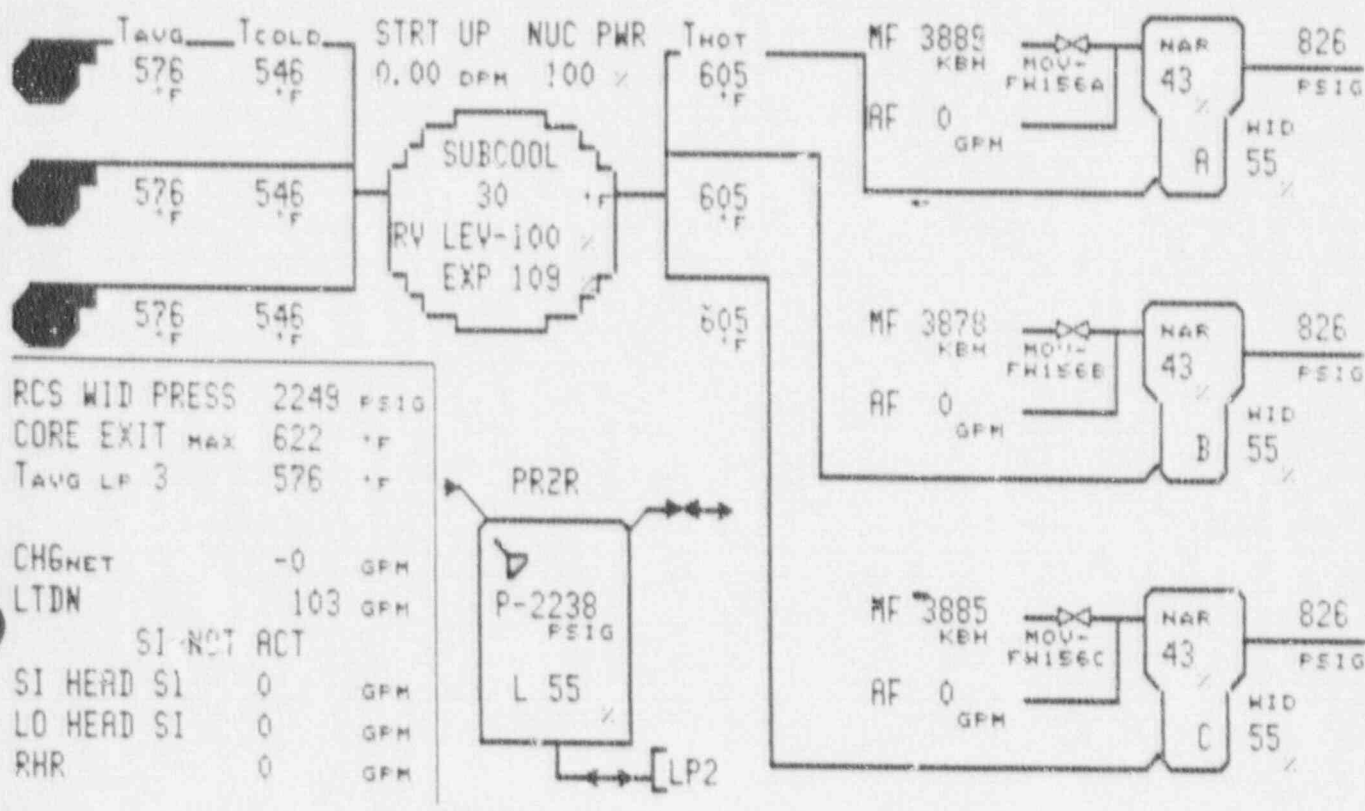 TAVG TCOLD STRT UP NUC PWR THOT
576 °F 546 °F 0.00 DPM 100 % 605 °F
MF 3889 KBH MOV-FW156A NAR 43 % 826 PSIG
AF 0 GPM A WID 55 %
SUBCOOL
30 °F
RV LEV-100 %
EXP 109 %
576 °F 546 °F 605 °F
576 °F 546 °F 605 °F
MF 3878 KBH MOV-FW156B NAR 43 % 826 PSIG
AF 0 GPM B WID 55 %
RCS WID PRESS 2249 PSIG
CORE EXIT MAX 622 °F
TAVG LP 3 576 °F
CHGNET -0 GPM
LTDN 103 GPM
SI NOT ACT
SI HEAD SI 0 GPM
LO HEAD SI 0 GPM
RHR 0 GPM
PRZR
P-2238 PSIG
L 55 %
LP2
MF 3885 KBH MOV-FW156C NAR 43 % 826 PSIG
AF 0 GPM C WID 55 %